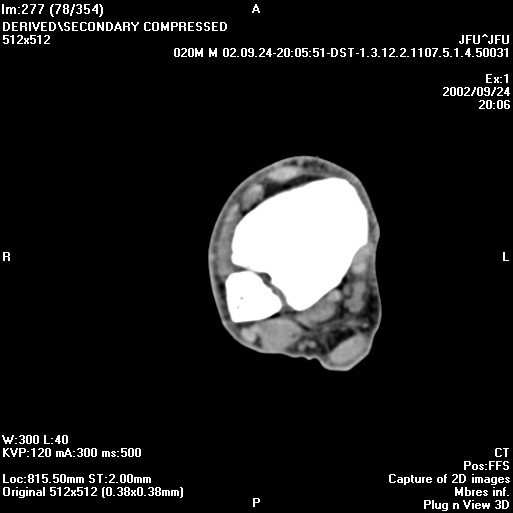 Im:277 (78/354)
A
DERIVED\SECONDARY COMPRESSED
512x512
JFU^JFU
020M M 02.09.24-20:05:51-DST-1.3.12.2.1107.5.1.4.50031
Ex:1
2002/09/24
20:06
R
L
W:300 L:40
KVP:120 mA:300 ms:500
CT
Pos:FFS
Loc:815.50mm ST:2.00mm
Capture of 2D images
Original 512x512 (0.38x0.38mm)
Mbres inf.
P
Plug n View 3D